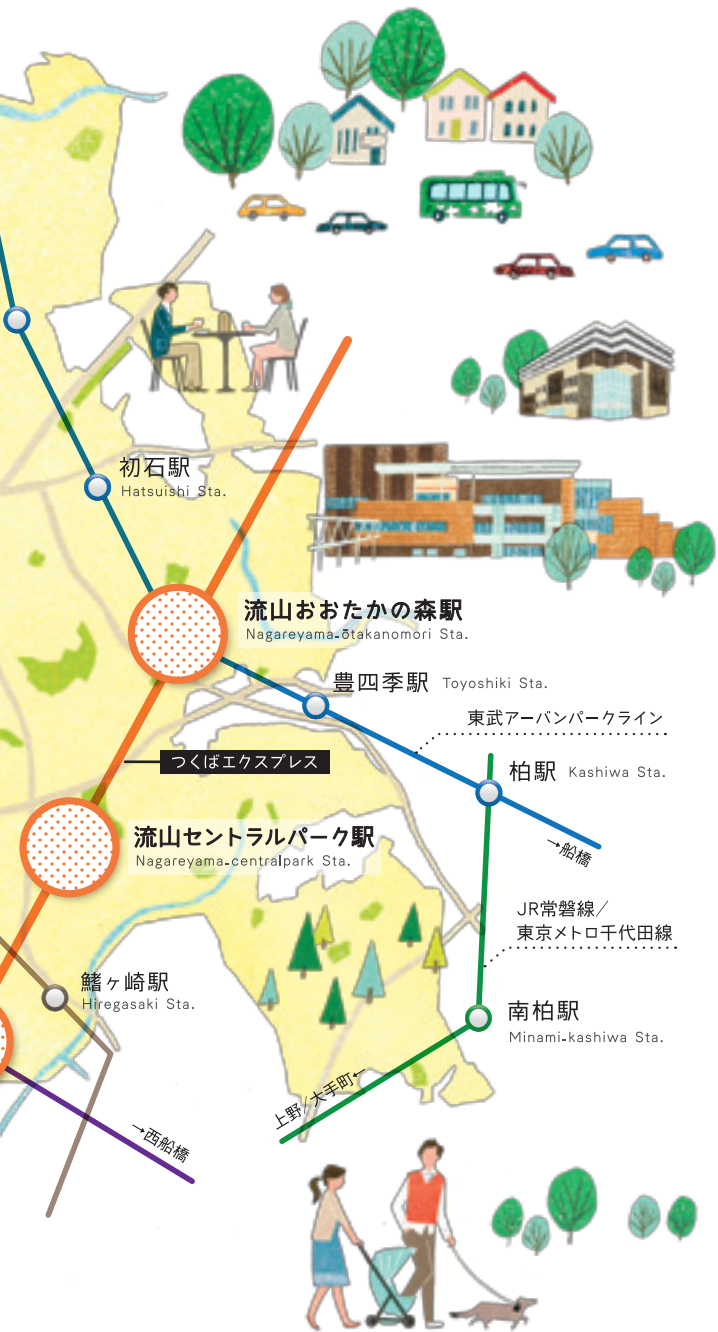 初石駅
Hatsuishi Sta.
流山おおたかの森駅
Nagareyama-ōtakanomori Sta.
豊四季駅 Toyoshiki Sta.
東武アーバンパークライン
つくばエクスプレス
柏駅 Kashiwa Sta.
流山セントラルパーク駅
Nagareyama-centralpark Sta.
→船橋
JR常磐線/
東京メトロ千代田線
鰭ヶ崎駅
Hiregasaki Sta.
南柏駅
Minami-kashiwa Sta.
上野/大手町←
→西船橋